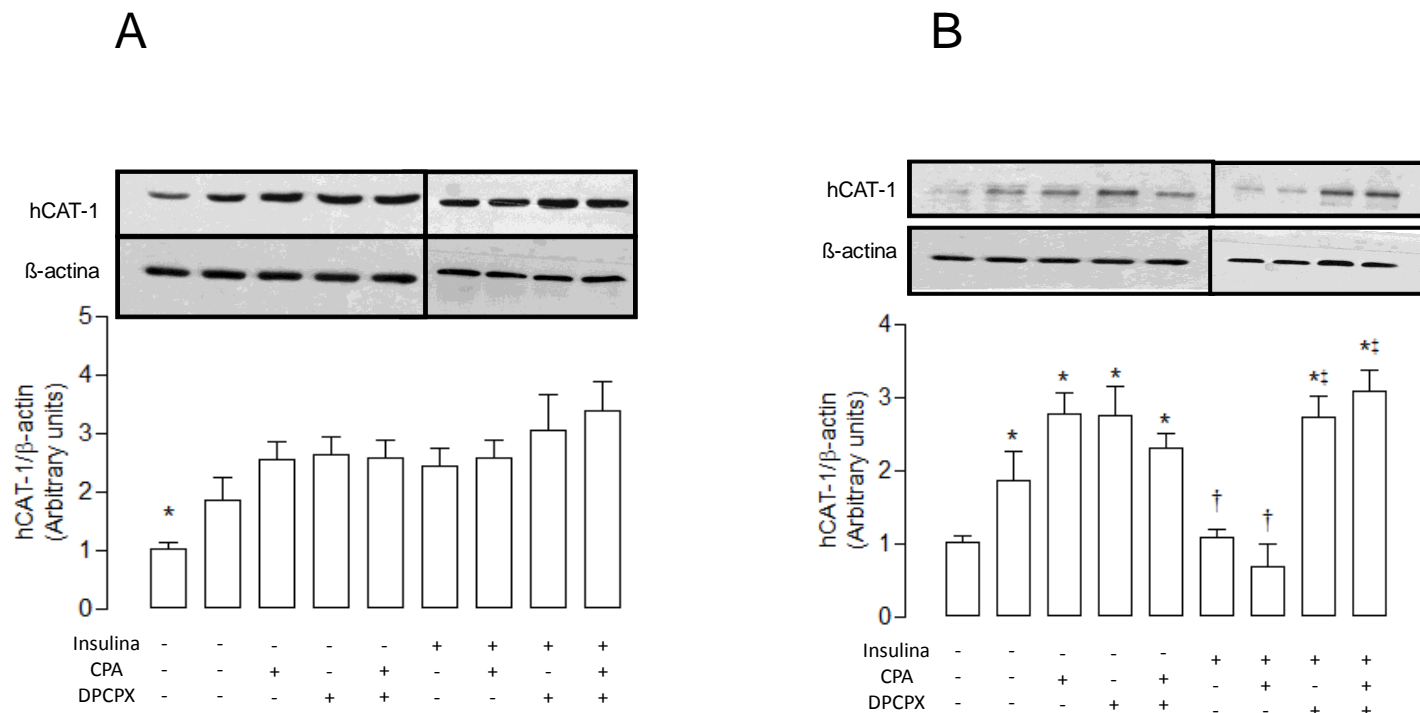 A
hCAT-1
ß-actina
hCAT-1/β-actin
(Arbitrary units)
5
4
3
2
1
0
*
Insulina - - - - - + + + +
CPA - - + - + - + - +
DPCPX - - - + + - - + +
B
hCAT-1
ß-actina
hCAT-1/β-actin
(Arbitrary units)
4
3
2
1
0
* * * * † † *‡ *‡
Insulina - - - - - + + + +
CPA - - + - + - + - +
DPCPX - - - + + - - + +